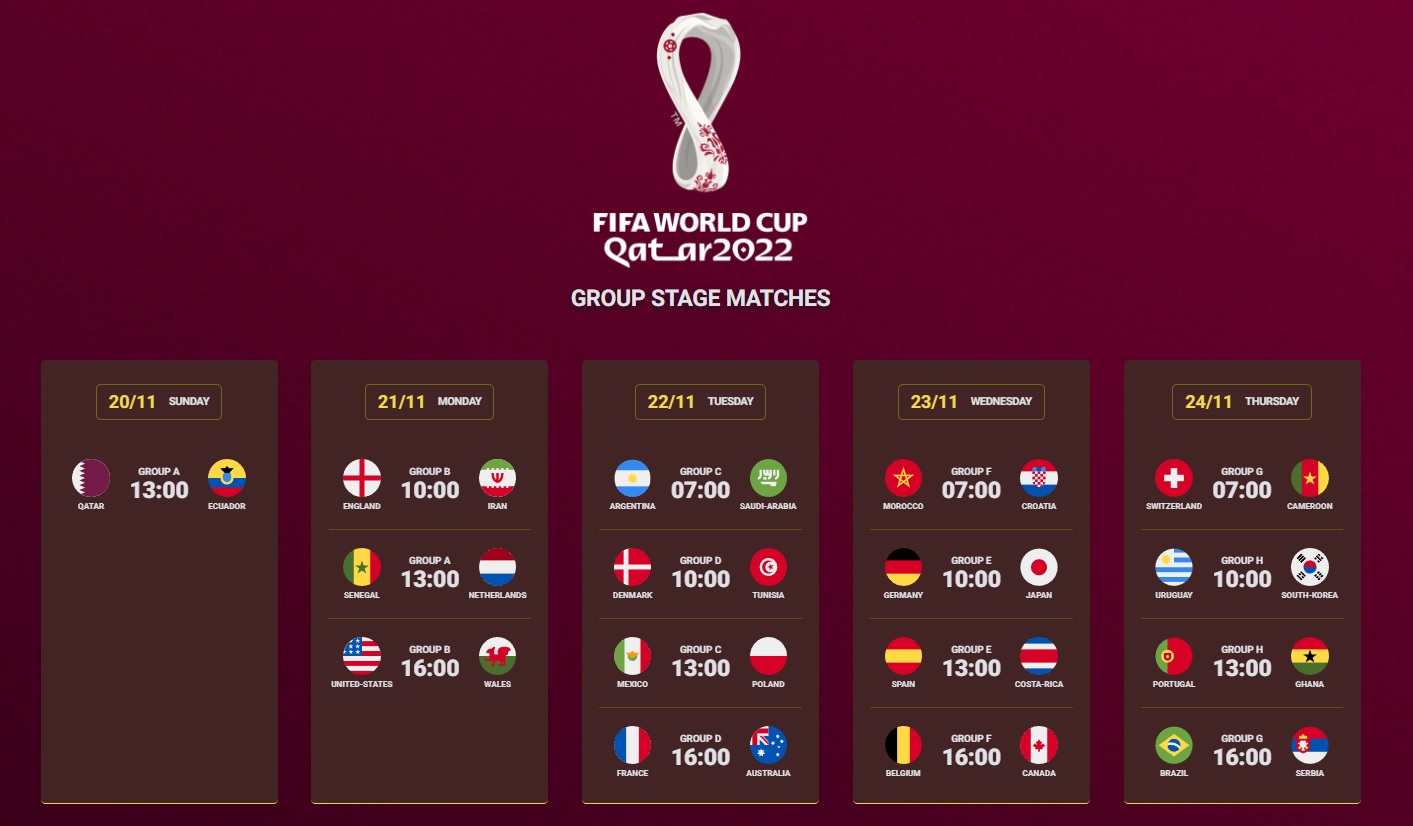 TM
FIFA WORLD CUP
Qatar2022
GROUP STAGE MATCHES
20/11 SUNDAY
GROUP A
13:00
QATAR ECUADOR
21/11 MONDAY
GROUP B
10:00
ENGLAND IRAN
GROUP A
13:00
SENEGAL NETHERLANDS
GROUP B
16:00
UNITED-STATES WALES
22/11 TUESDAY
GROUP C
07:00
ARGENTINA SAUDI-ARABIA
GROUP D
10:00
DENMARK TUNISIA
GROUP C
13:00
MEXICO POLAND
GROUP D
16:00
FRANCE AUSTRALIA
23/11 WEDNESDAY
GROUP F
07:00
MOROCCO CROATIA
GROUP E
10:00
GERMANY JAPAN
GROUP E
13:00
SPAIN COSTA-RICA
GROUP F
16:00
BELGIUM CANADA
24/11 THURSDAY
GROUP G
07:00
SWITZERLAND CAMEROON
GROUP H
10:00
URUGUAY SOUTH-KOREA
GROUP H
13:00
PORTUGAL GHANA
GROUP G
16:00
BRAZIL SERBIA